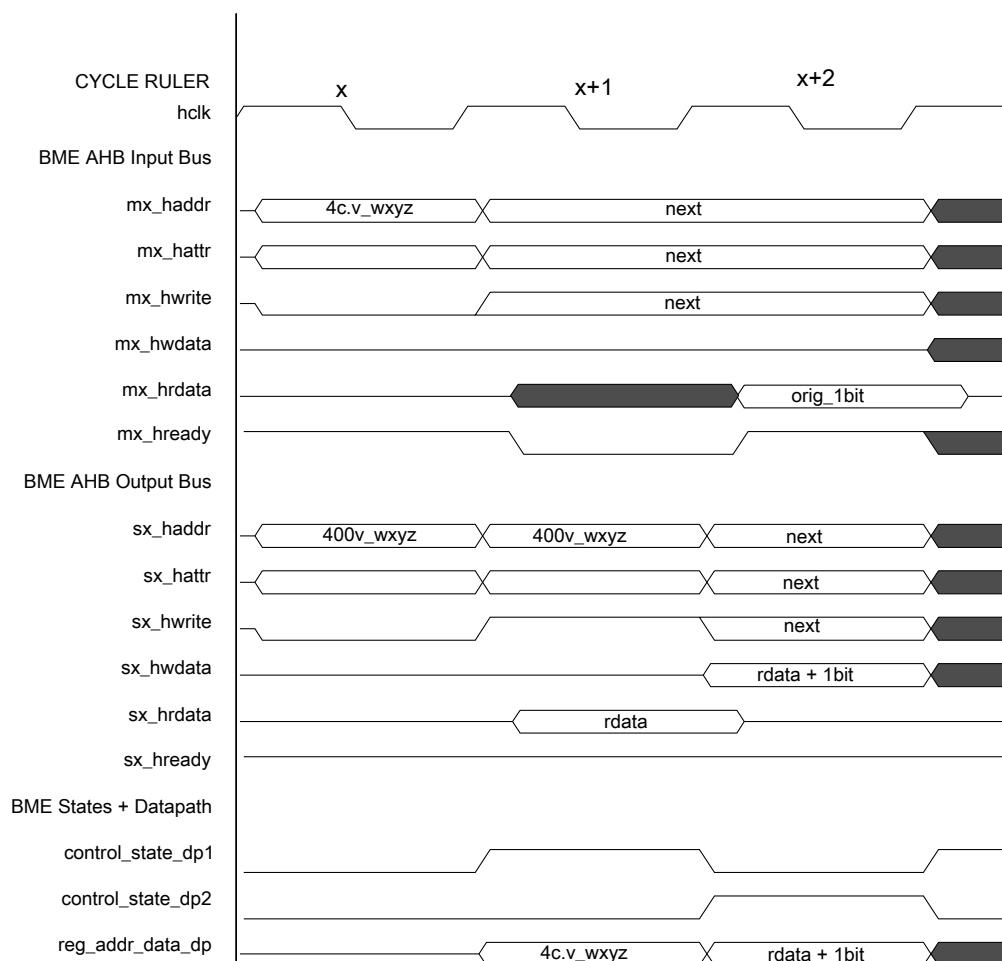 CYCLE RULER x x+1 x+2
hclk
BME AHB Input Bus
mx_haddr 4c.v_wxyz next
mx_hattr next
mx_hwrite next
mx_hwdata
mx_hrdata orig_1bit
mx_hready
BME AHB Output Bus
sx_haddr 400v_wxyz 400v_wxyz next
sx_hattr next
sx_hwrite next
sx_hwdata rdata + 1bit
sx_hrdata rdata
sx_hready
BME States + Datapath
control_state_dp1
control_state_dp2
reg_addr_data_dp 4c.v_wxyz rdata + 1bit